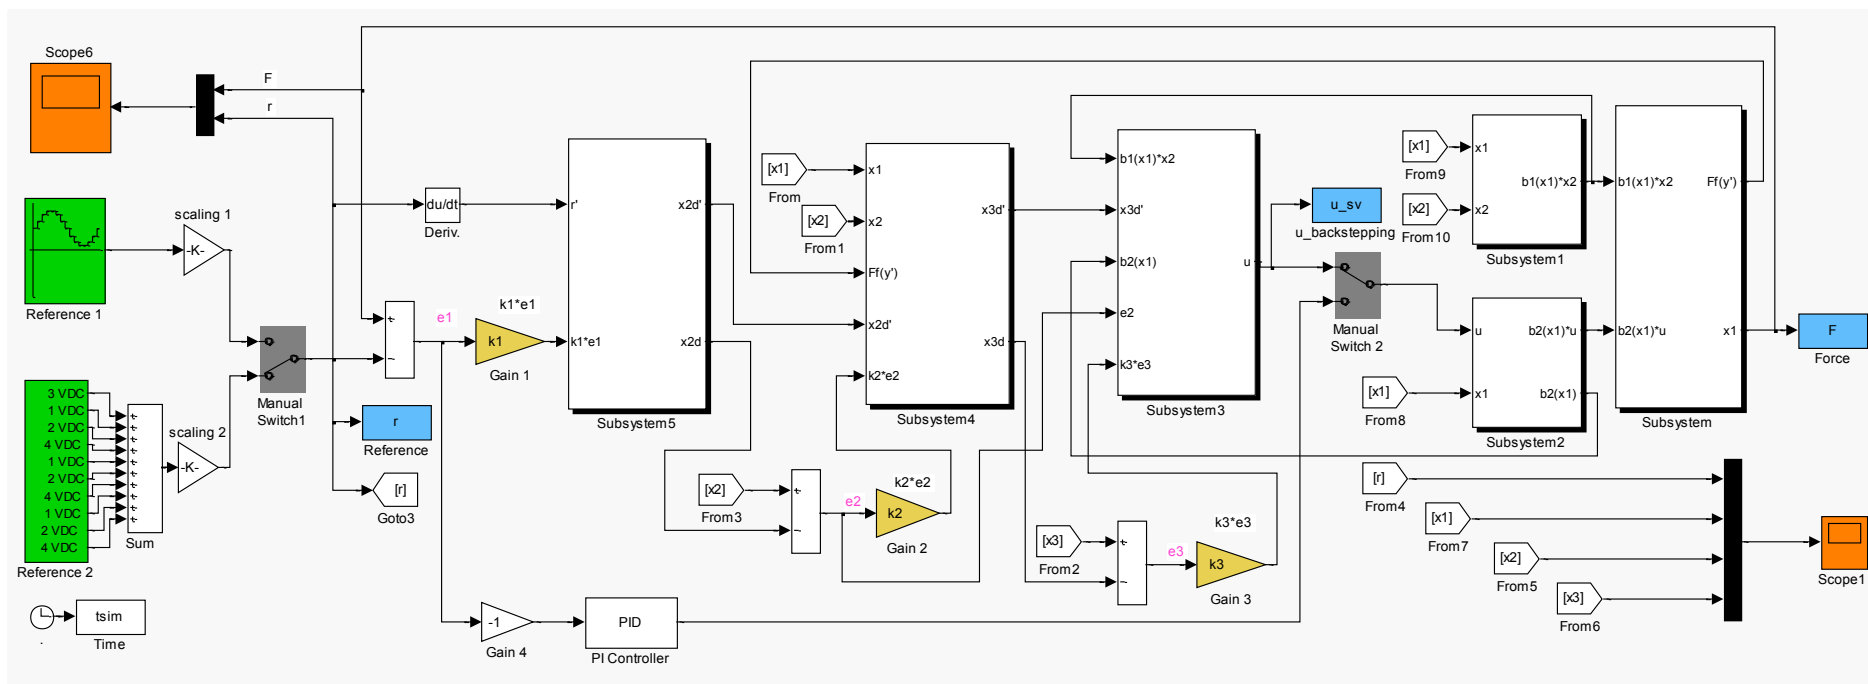 Scope6
F
r
scaling 1
-K-
Reference 1
Manual
Switch1
3 VDC
1 VDC
2 VDC
4 VDC
1 VDC
2 VDC
4 VDC
1 VDC
2 VDC
4 VDC
Reference 2
+
+
+
+
+
+
+
+
+
+
Sum
scaling 2
-K-
tsim
Time
.
du/dt
Deriv.
+
−
e1
k1*e1
k1
Gain 1
r
Reference
[r]
Goto3
-1
Gain 4
PID
PI Controller
r'
k1*e1
x2d'
x2d
Subsystem5
[x1]
From
[x2]
From1
x1
x2
Ff(y')
x2d'
k2*e2
x3d'
x3d
Subsystem4
[x2]
From3
+
−
e2
k2*e2
k2
Gain 2
[x3]
From2
+
−
e3
k3*e3
k3
Gain 3
b1(x1)*x2
x3d'
b2(x1)
e2
k3*e3
u
Subsystem3
u_sv
u_backstepping
Manual
Switch 2
[x1]
From9
[x2]
From10
x1
x2
b1(x1)*x2
Subsystem1
[x1]
From8
u
x1
b2(x1)*u
b2(x1)
Subsystem2
b1(x1)*x2
b2(x1)*u
Ff(y')
x1
Subsystem
F
Force
[r]
From4
[x1]
From7
[x2]
From5
[x3]
From6
Scope1